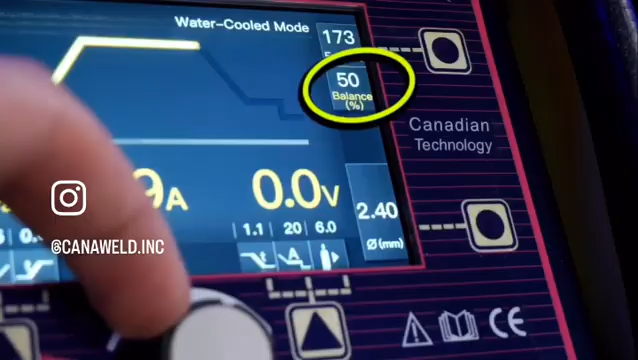 Water-Cooled Mode
173
50
Balance
(%)
Canadian
Technology
9A
0.0V
2.40
Ø(mm)
1.1 20 6.0
@CANAWELD.INC
CE